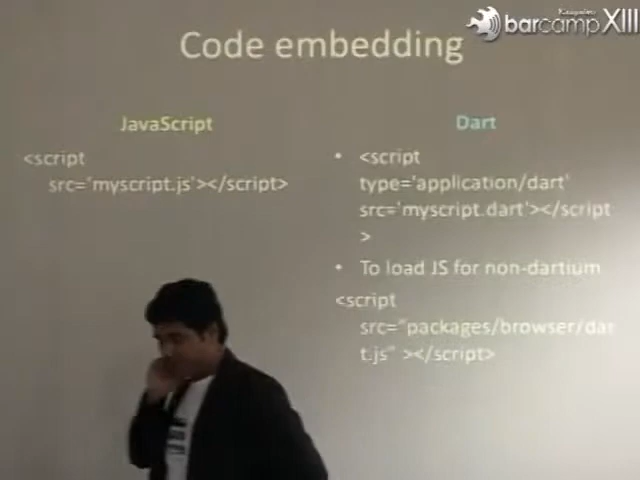 barcamp XIII
Code embedding
JavaScript
<script
src='myscript.js'></script>
Dart
• <script
type='application/dart'
src='myscript.dart'></script
>
• To load JS for non-dartium
<script
src="packages/browser/dar
t.js" ></script>